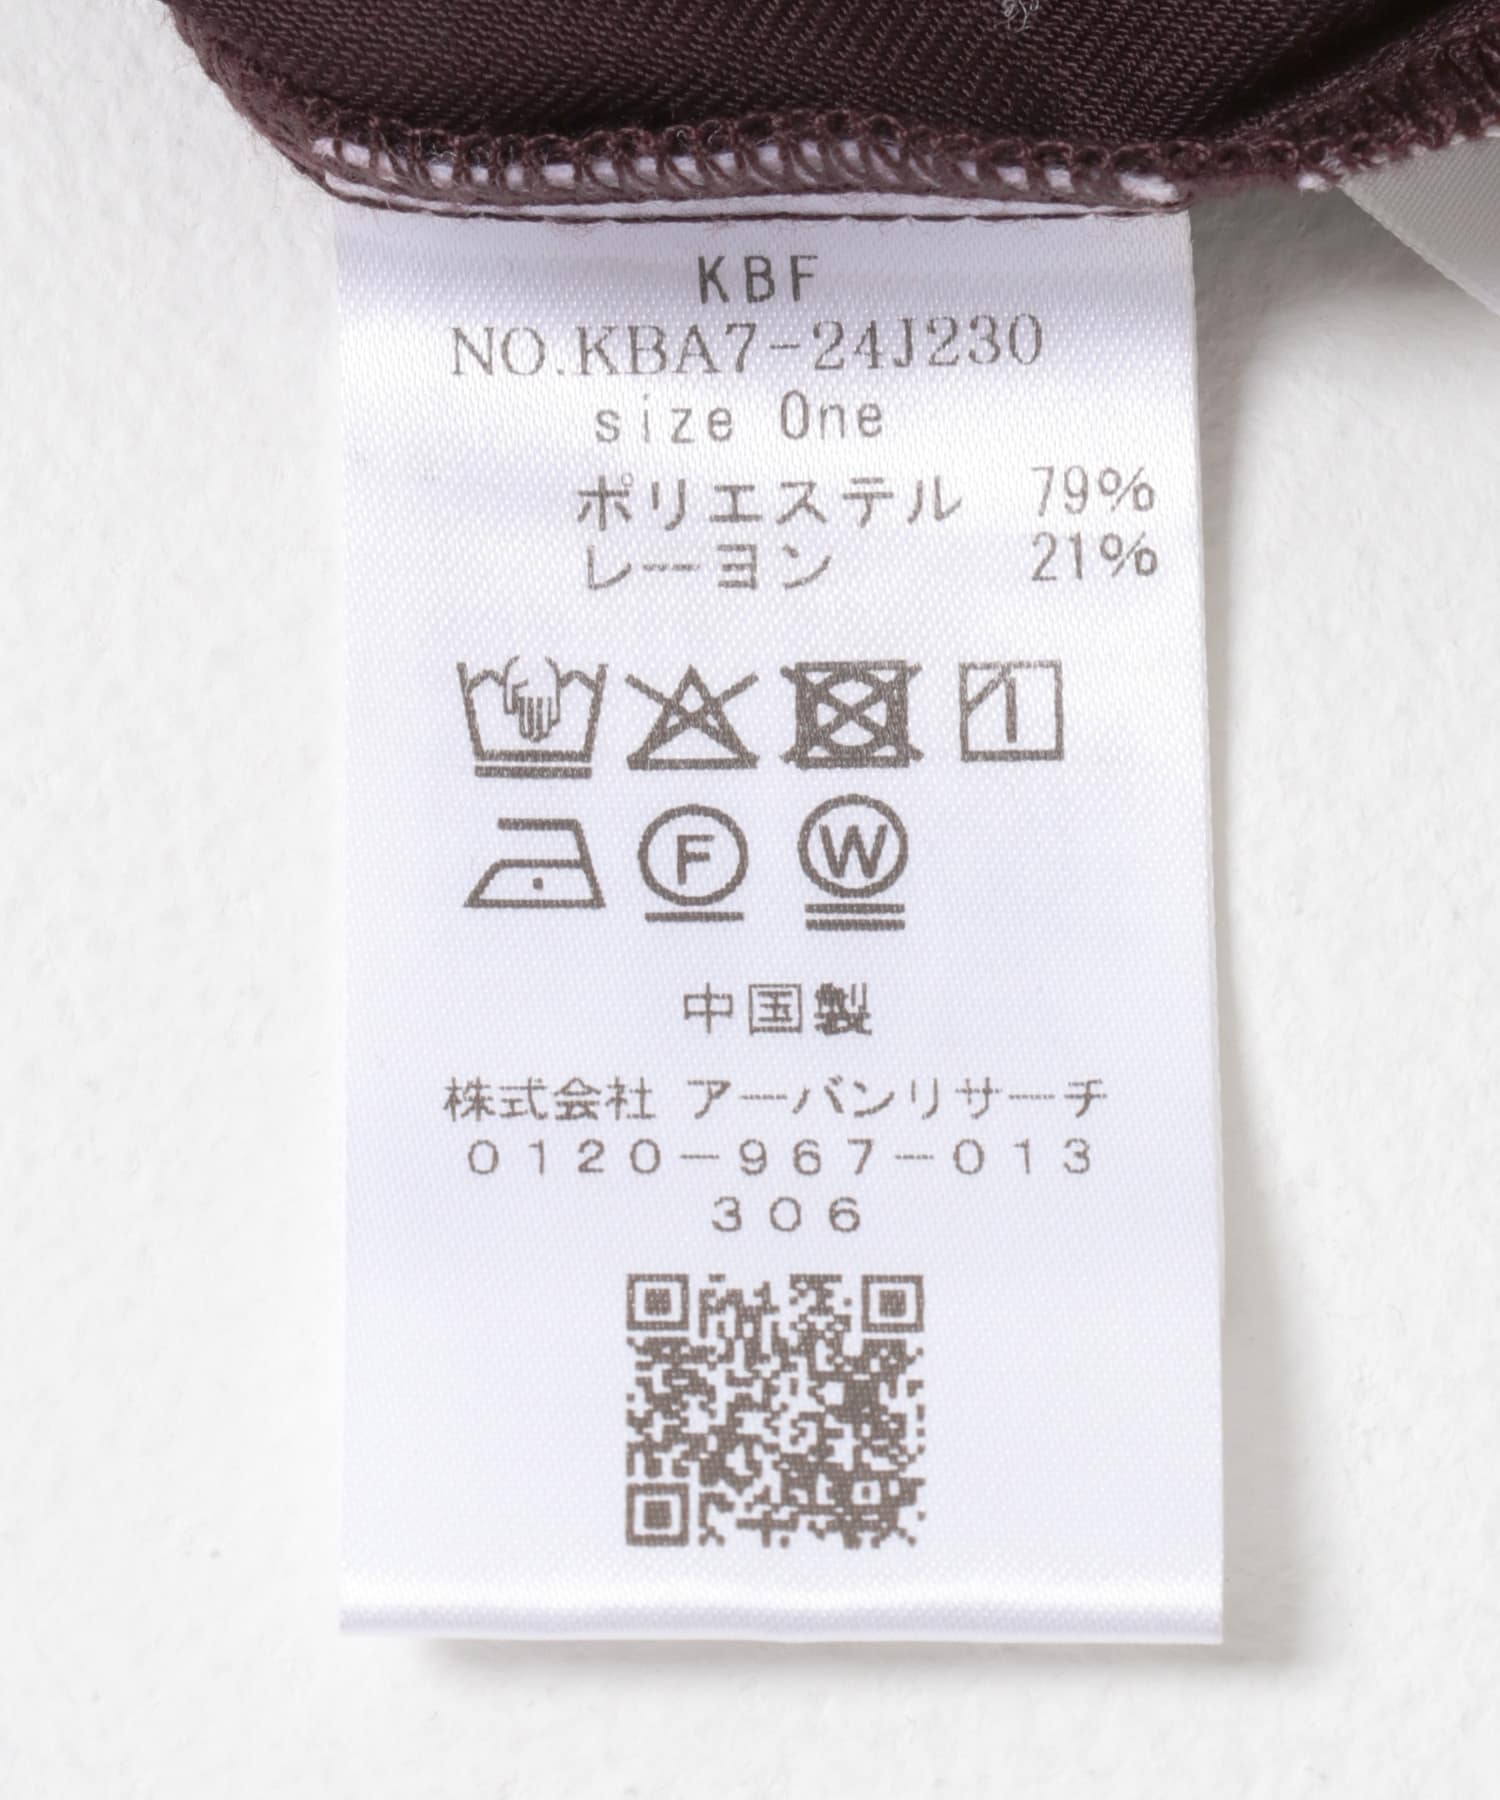 KBF
NO.KBA7-24J230
size One
ポリエステル 79%
レーヨン 21%
F W
中国製
株式会社 アーバンリサーチ
0120-967-013
306